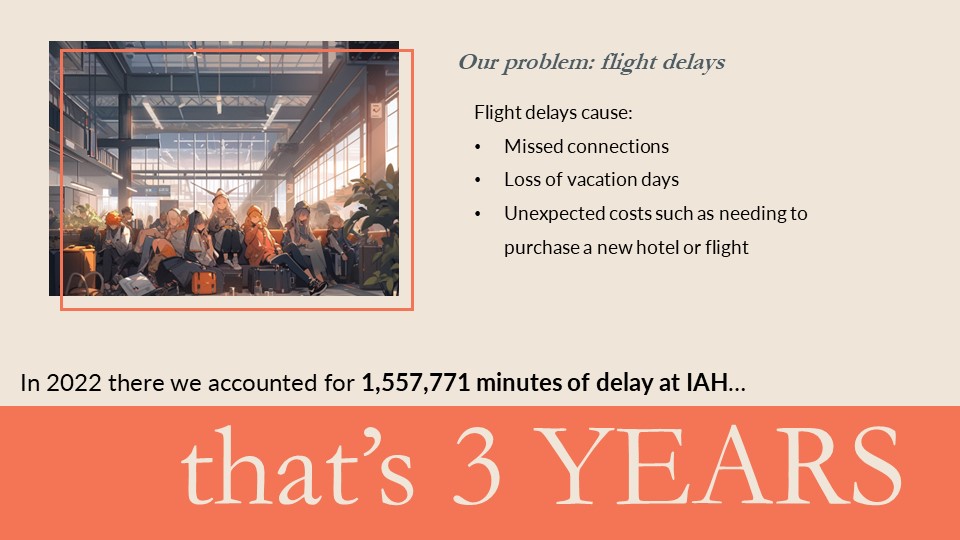 Our problem: flight delays
Flight delays cause:
• Missed connections
• Loss of vacation days
• Unexpected costs such as needing to
purchase a new hotel or flight
In 2022 there we accounted for 1,557,771 minutes of delay at IAH...
that's 3 YEARS